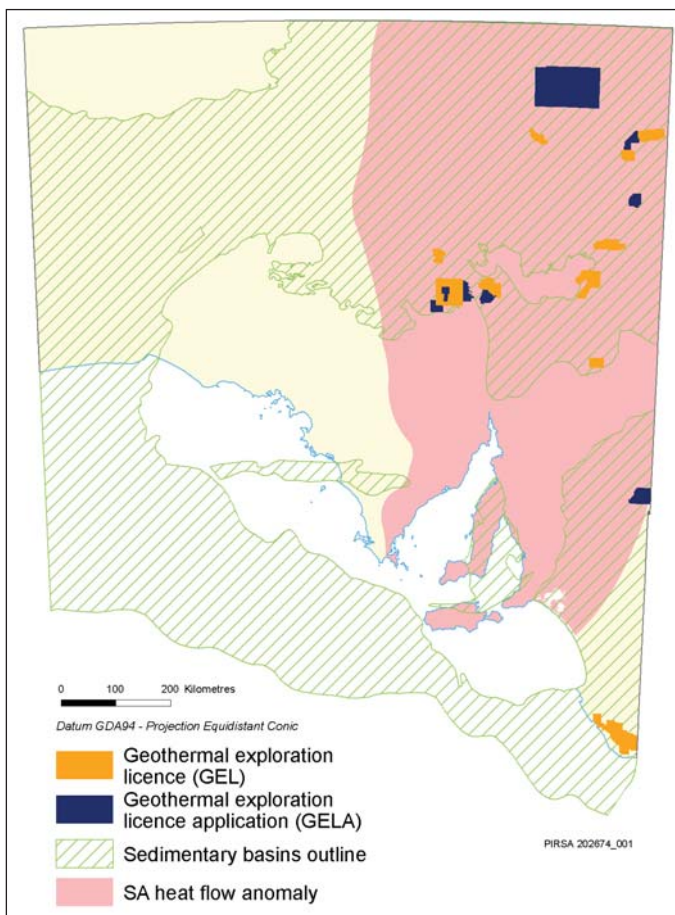 0 100 200 Kilometres
Datum GDA94 - Projection Equidistant Conic
Geothermal exploration
licence (GEL)
Geothermal exploration
licence application (GELA)
Sedimentary basins outline
SA heat flow anomaly
PIRSA 202674_001